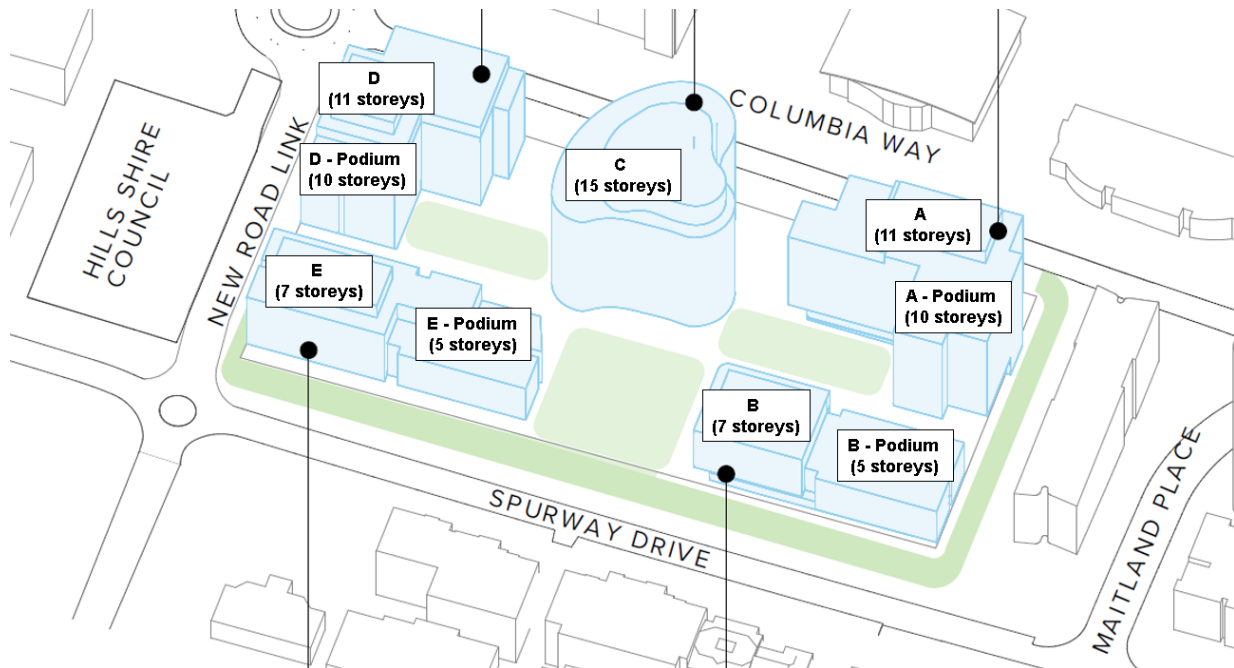 D
(11 storeys)
D - Podium
(10 storeys)
C
(15 storeys)
COLUMBIA WAY
A
(11 storeys)
A - Podium
(10 storeys)
HILLS SHIRE
COUNCIL
NEW ROAD LINK
E
(7 storeys)
E - Podium
(5 storeys)
B
(7 storeys)
B - Podium
(5 storeys)
SPURWAY DRIVE
MAITLAND PLACE